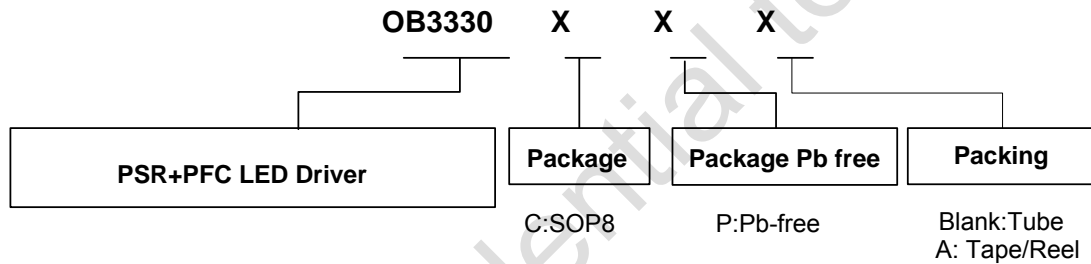 OB3330 X X X
PSR+PFC LED Driver
Package
Package Pb free
Packing
C:SOP8
P:Pb-free
Blank:Tube
A: Tape/Reel